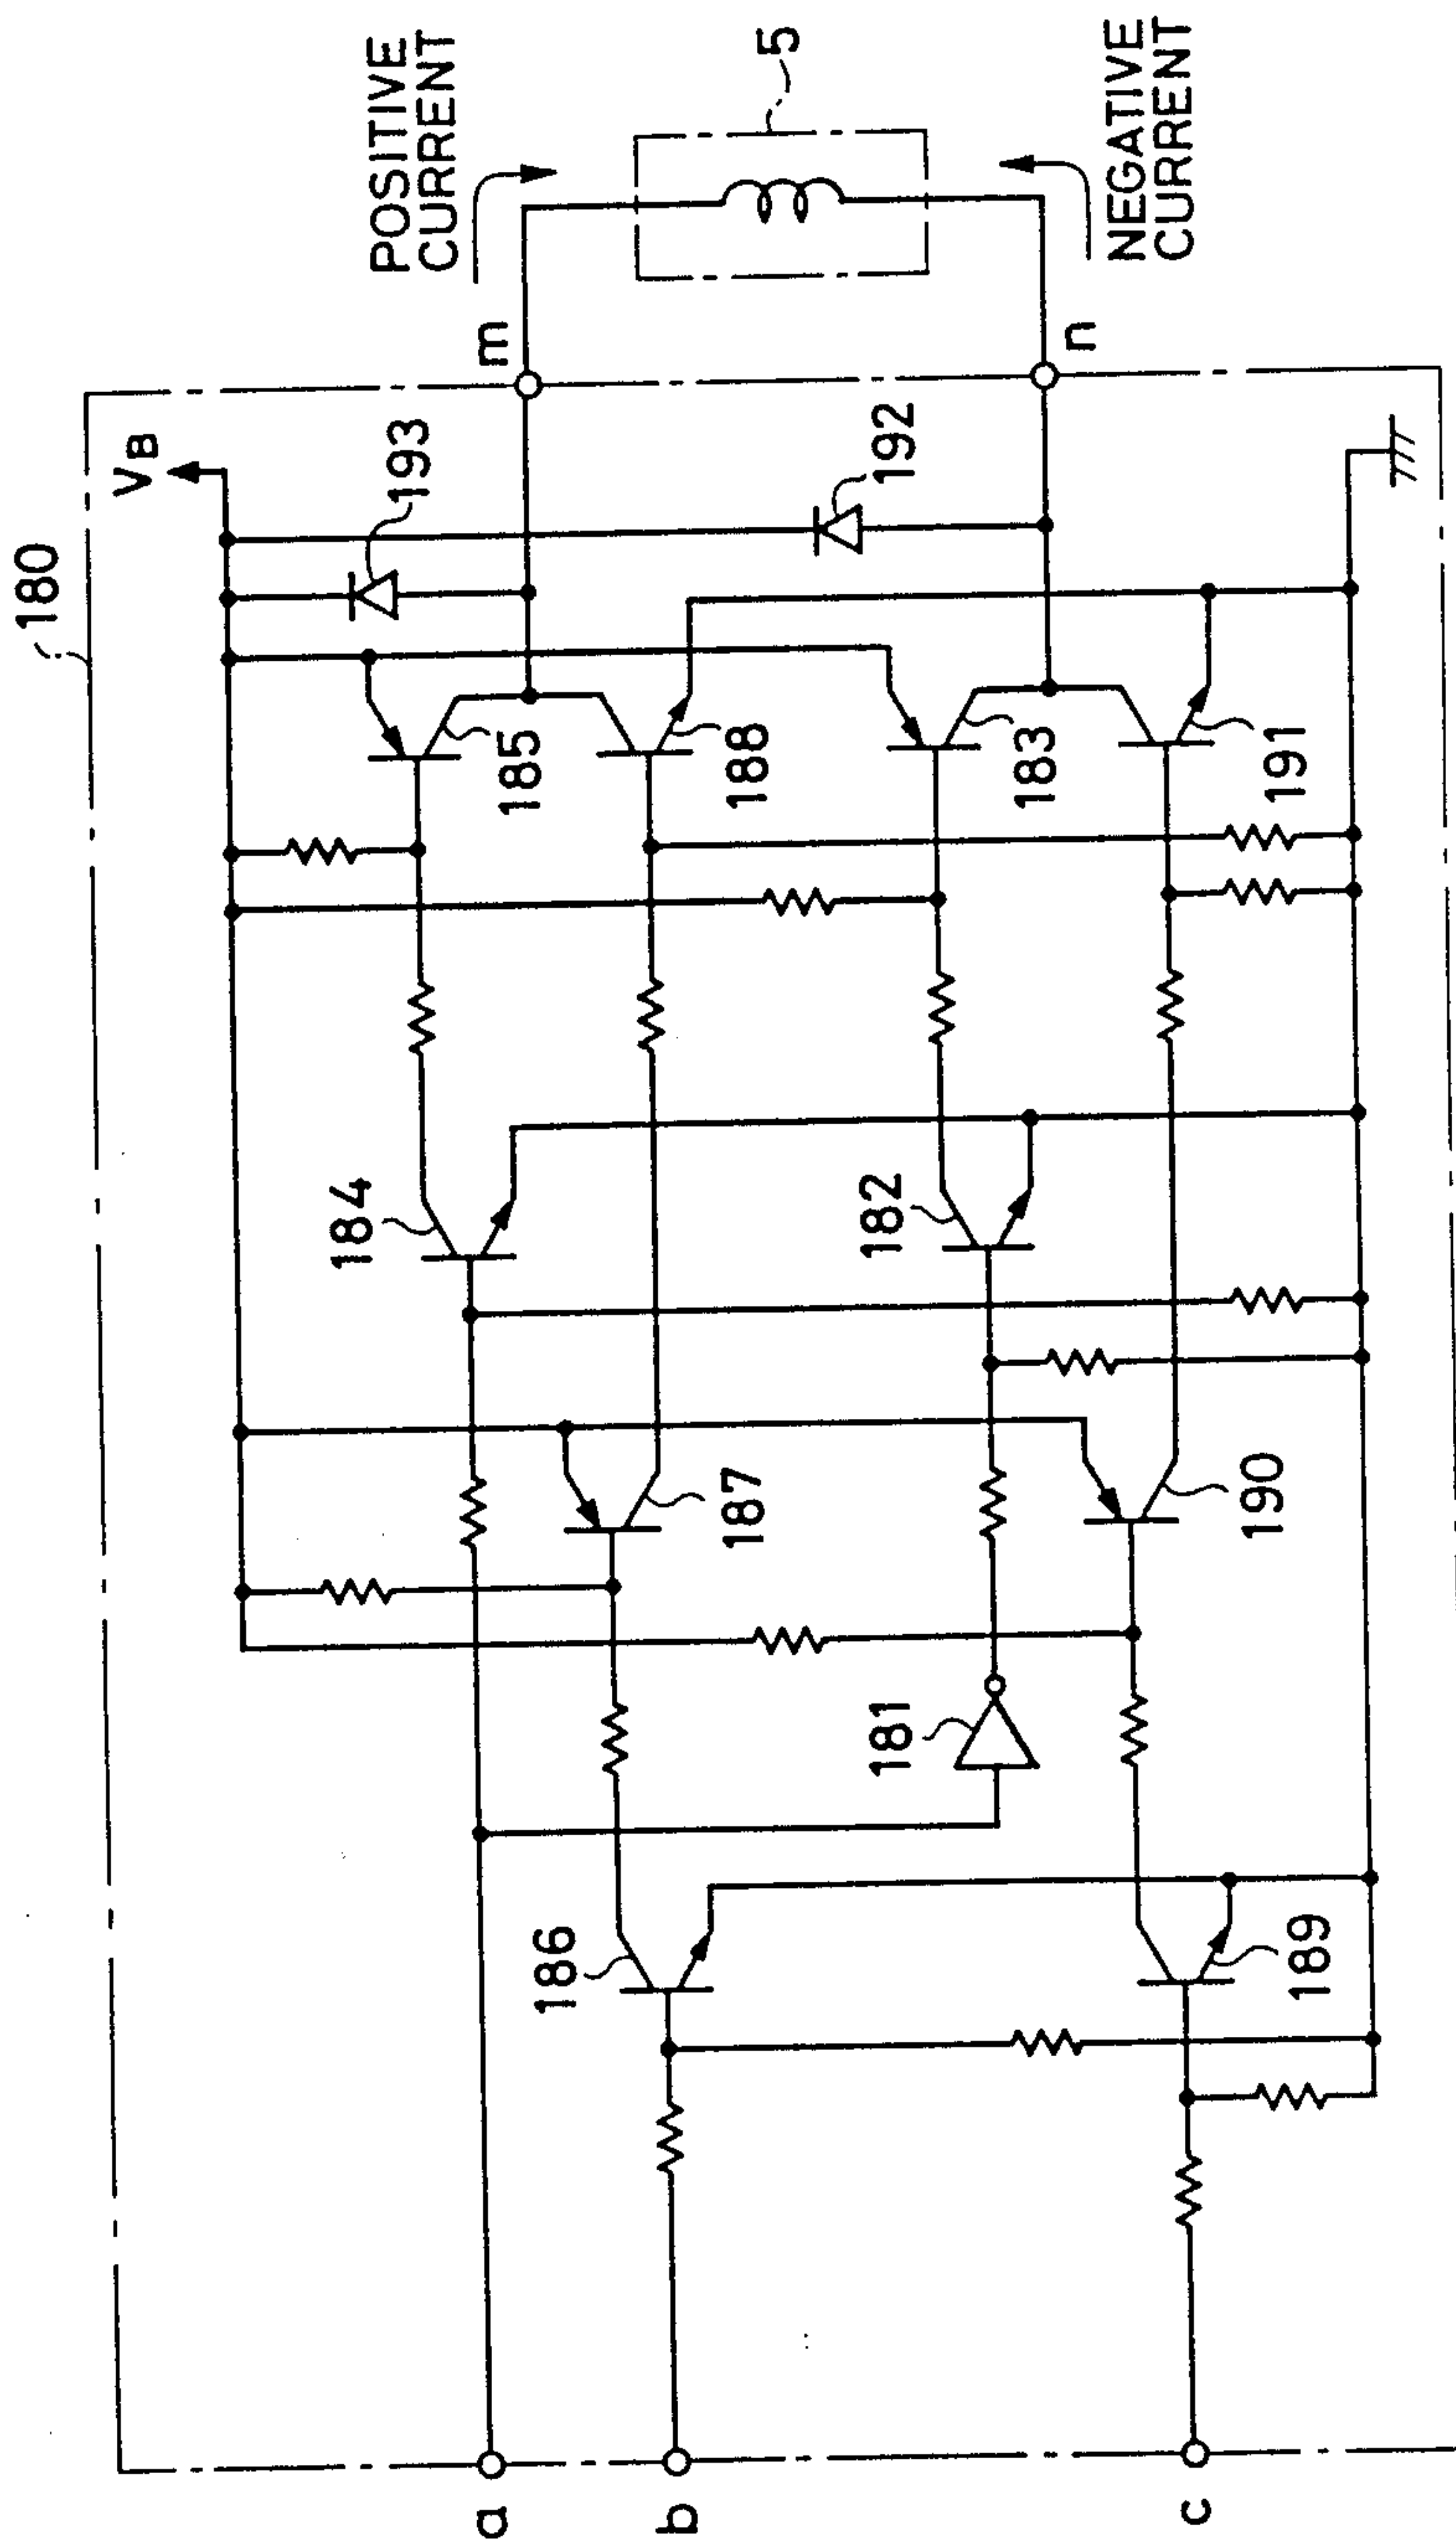 180
VB
193
192
m
n
POSITIVE
CURRENT
5
NEGATIVE
CURRENT
185
188
183
191
184
182
187
190
181
186
189
a
b
c